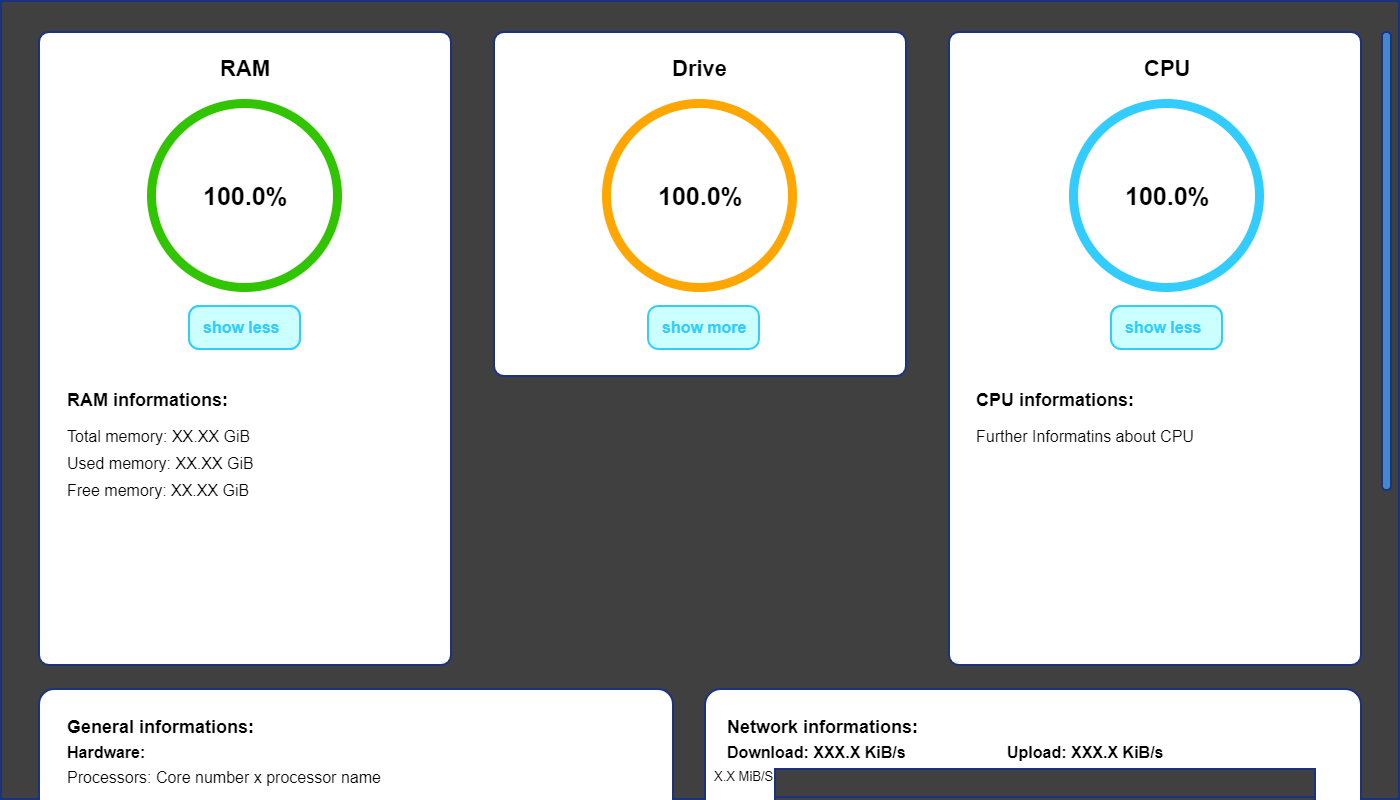 RAM
100.0%
show less
RAM informations:
Total memory: XX.XX GiB
Used memory: XX.XX GiB
Free memory: XX.XX GiB
Drive
100.0%
show more
CPU
100.0%
show less
CPU informations:
Further Informatins about CPU
General informations:
Hardware:
Processors: Core number x processor name
Network informations:
Download: XXX.X KiB/s
Upload: XXX.X KiB/s
X.X MiB/S